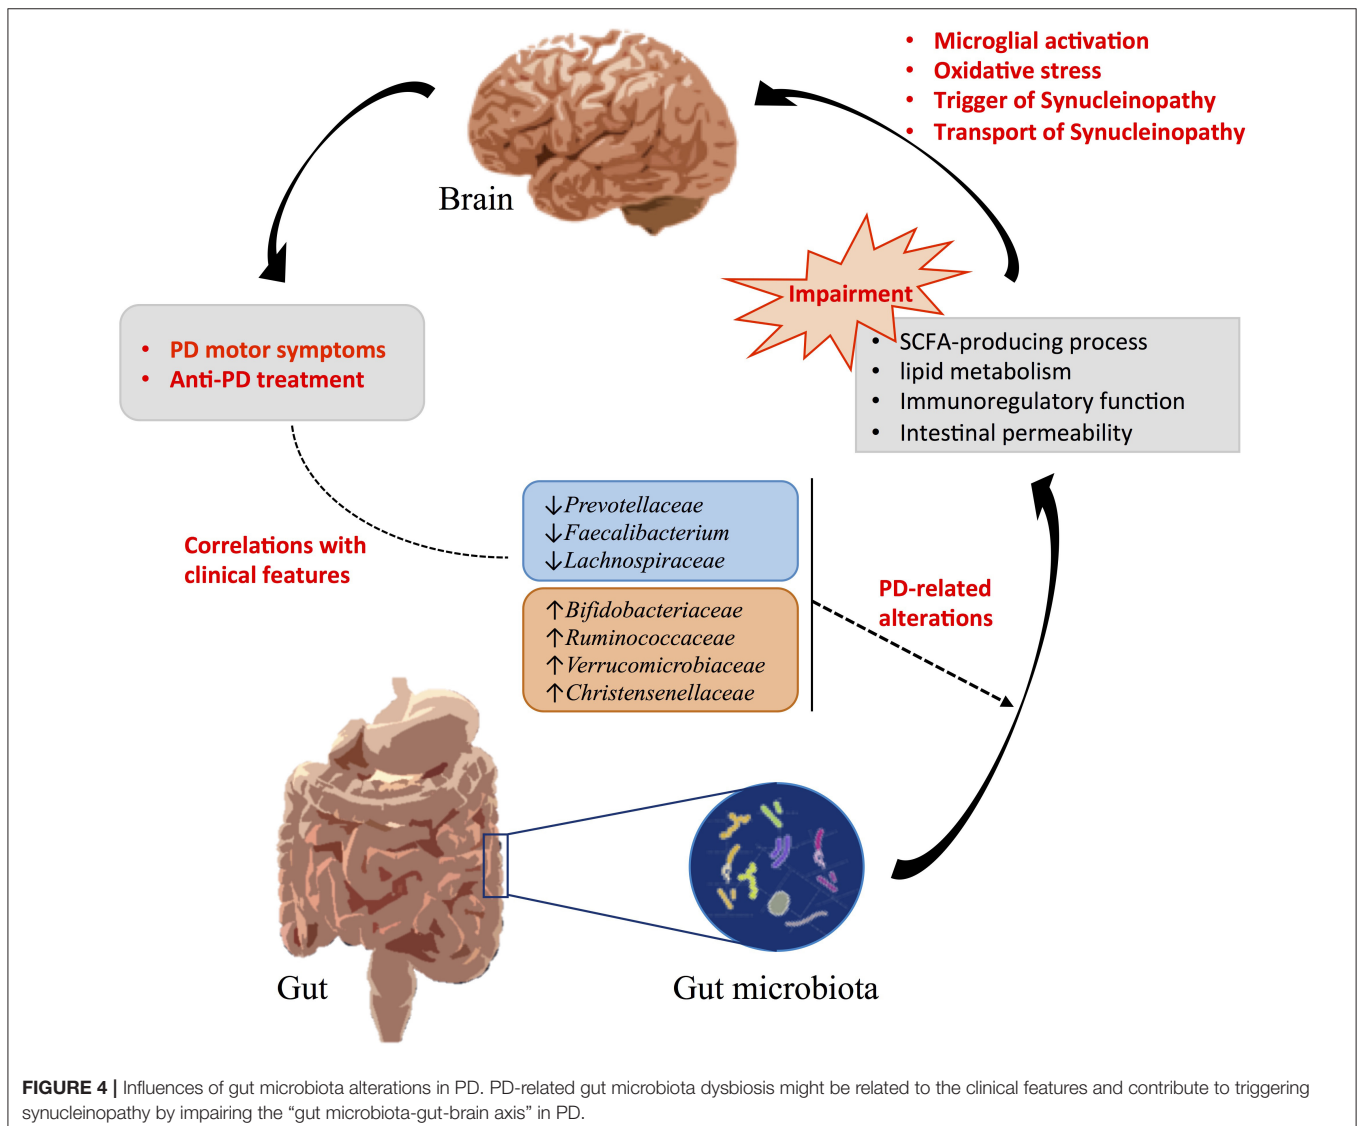 • Microglial activation
• Oxidative stress
• Trigger of Synucleinopathy
• Transport of Synucleinopathy
Brain
Impairment
• PD motor symptoms
• Anti-PD treatment
• SCFA-producing process
• lipid metabolism
• Immunoregulatory function
• Intestinal permeability
Correlations with
clinical features
↓Prevotellaceae
↓Faecalibacterium
↓Lachnospiraceae
↑Bifidobacteriaceae
↑Ruminococcaceae
↑Verrucomicrobiaceae
↑Christensenellaceae
PD-related
alterations
Gut
Gut microbiota
FIGURE 4 | Influences of gut microbiota alterations in PD. PD-related gut microbiota dysbiosis might be related to the clinical features and contribute to triggering
synucleinopathy by impairing the “gut microbiota-gut-brain axis” in PD.